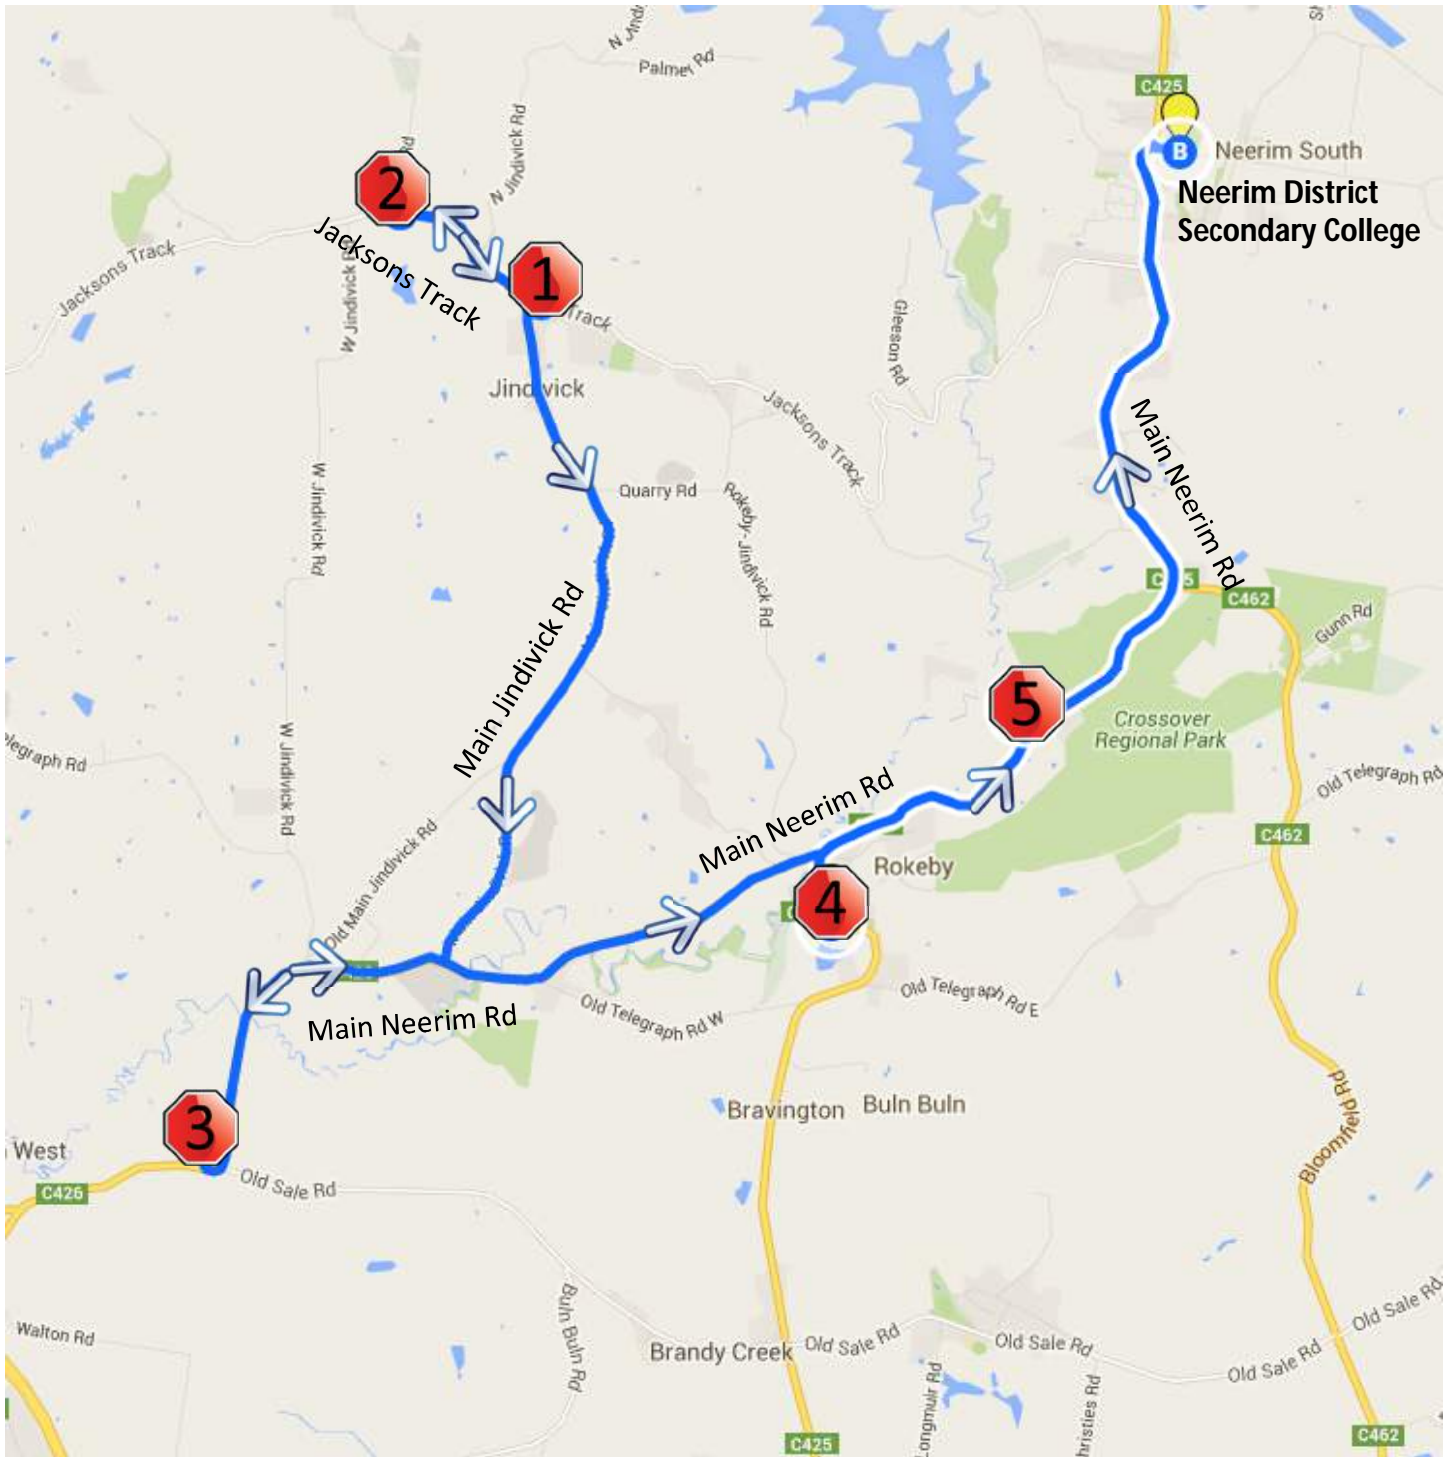 N Jindi
Palmer Rd
C425
N Jindivick Rd
Rd
B
Neerim South
2
Neerim District
Secondary College
Jacksons Track
Jacksons Track
W Jindivick Rd
1
Track
Gleeson Rd
Jindivick
Jacksons Track
Main Neerim Rd
W Jindivick Rd
Quarry Rd
Rokeby-Jindivick Rd
C462
Gunn Rd
Main Jindivick Rd
5
Crossover
Regional Park
elegraph Rd
W Jindivick Rd
Old Telegraph Rd
Main Neerim Rd
C462
Old Main Jindivick Rd
Rokeby
4
Old Telegraph Rd E
Old Telegraph Rd W
Main Neerim Rd
Bravington
Buln Buln
Bloomfield Rd
3
West
C426
Old Sale Rd
Buln Buln Rd
Walton Rd
Brandy Creek
Old Sale Rd
Old Sale Rd
Old Sale Rd
Old Sale Rd
Longmuir Rd
hristies Rd
C425
C462